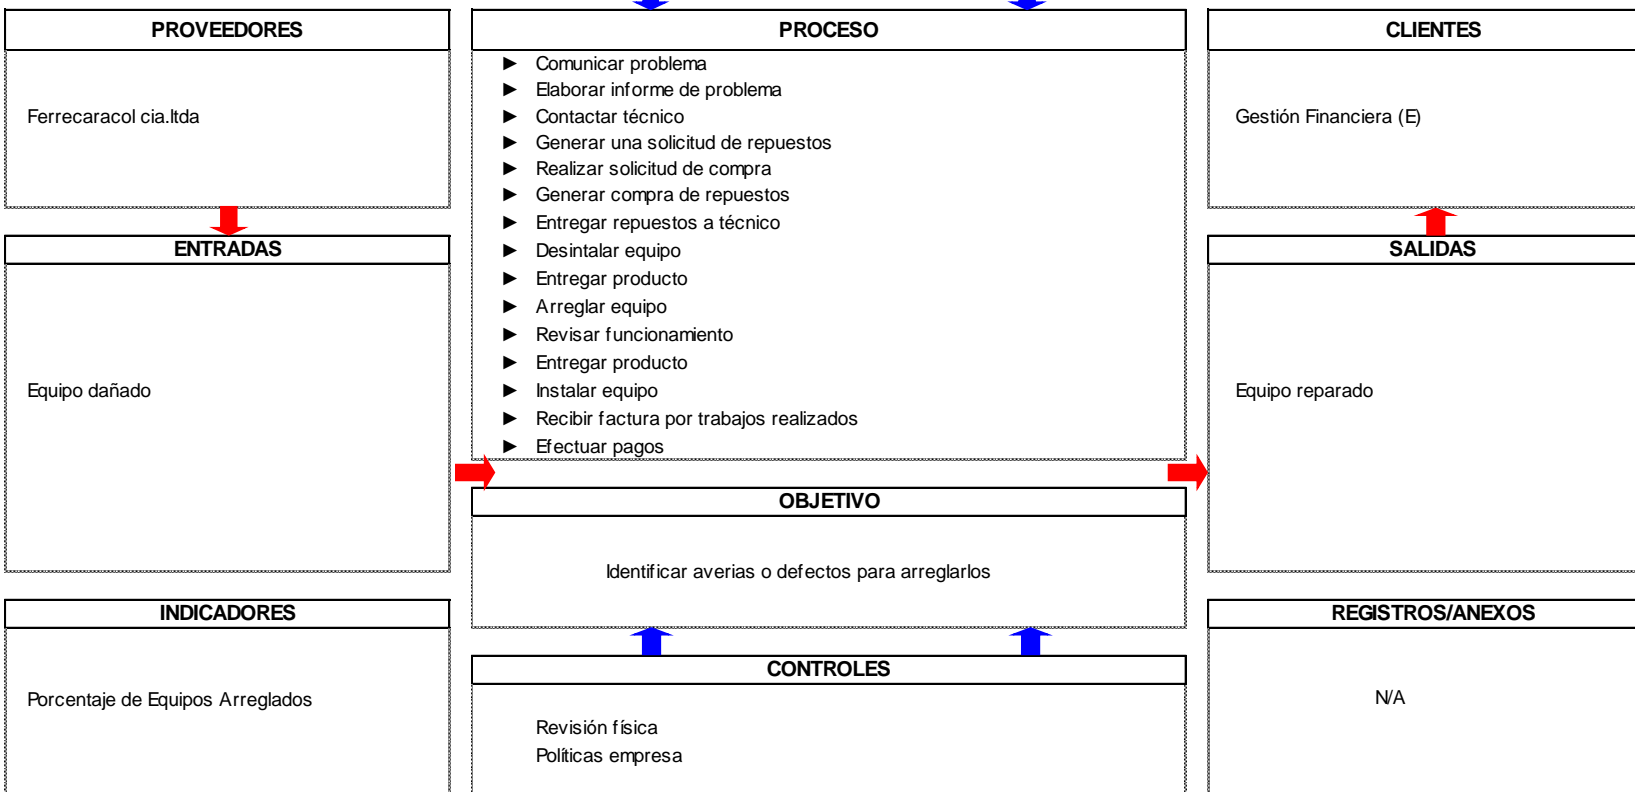 PROVEEDORES
Ferrecaracol cia.ltda
PROCESO
► Comunicar problema
► Elaborar informe de problema
► Contactar técnico
► Generar una solicitud de repuestos
► Realizar solicitud de compra
► Generar compra de repuestos
► Entregar repuestos a técnico
► Desintalar equipo
► Entregar producto
► Arreglar equipo
► Revisar funcionamiento
► Entregar producto
► Instalar equipo
► Recibir factura por trabajos realizados
► Efectuar pagos
CLIENTES
Gestión Financiera (E)
ENTRADAS
Equipo dañado
SALIDAS
Equipo reparado
OBJETIVO
Identificar averias o defectos para arreglarlos
INDICADORES
Porcentaje de Equipos Arreglados
CONTROLES
Revisión física
Políticas empresa
REGISTROS/ANEXOS
N/A